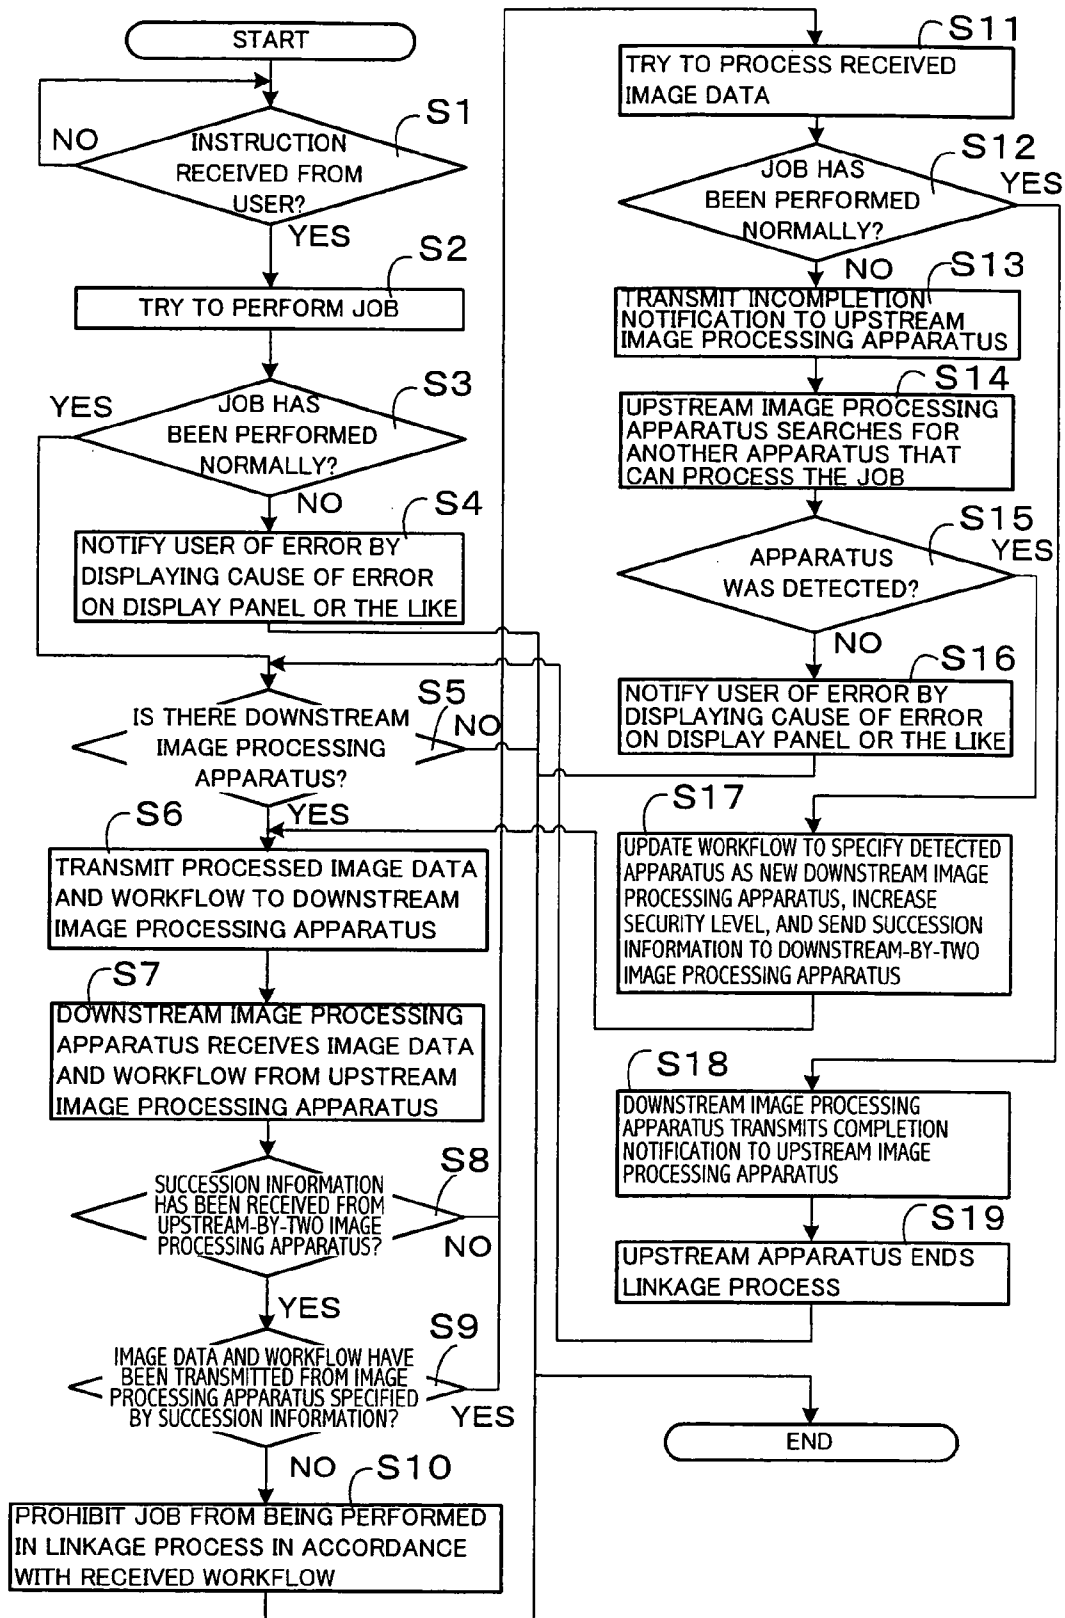 START
S1
NO
INSTRUCTION
RECEIVED FROM
USER?
YES
S2
TRY TO PERFORM JOB
S3
YES
JOB HAS
BEEN PERFORMED
NORMALLY?
NO
S4
NOTIFY USER OF ERROR BY
DISPLAYING CAUSE OF ERROR
ON DISPLAY PANEL OR THE LIKE
S5
IS THERE DOWNSTREAM
IMAGE PROCESSING
APPARATUS?
NO
YES
S6
TRANSMIT PROCESSED IMAGE DATA
AND WORKFLOW TO DOWNSTREAM
IMAGE PROCESSING APPARATUS
S7
DOWNSTREAM IMAGE PROCESSING
APPARATUS RECEIVES IMAGE DATA
AND WORKFLOW FROM UPSTREAM
IMAGE PROCESSING APPARATUS
S8
SUCCESSION INFORMATION
HAS BEEN RECEIVED FROM
UPSTREAM-BY-TWO IMAGE
PROCESSING APPARATUS?
NO
YES
S9
IMAGE DATA AND WORKFLOW HAVE
BEEN TRANSMITTED FROM IMAGE
PROCESSING APPARATUS SPECIFIED
BY SUCCESSION INFORMATION?
YES
NO
S10
PROHIBIT JOB FROM BEING PERFORMED
IN LINKAGE PROCESS IN ACCORDANCE
WITH RECEIVED WORKFLOW
S11
TRY TO PROCESS RECEIVED
IMAGE DATA
S12
JOB HAS
BEEN PERFORMED
NORMALLY?
YES
NO
S13
TRANSMIT INCOMPLETION
NOTIFICATION TO UPSTREAM
IMAGE PROCESSING APPARATUS
S14
UPSTREAM IMAGE PROCESSING
APPARATUS SEARCHES FOR
ANOTHER APPARATUS THAT
CAN PROCESS THE JOB
S15
YES
APPARATUS
WAS DETECTED?
NO
S16
NOTIFY USER OF ERROR BY
DISPLAYING CAUSE OF ERROR
ON DISPLAY PANEL OR THE LIKE
S17
UPDATE WORKFLOW TO SPECIFY DETECTED
APPARATUS AS NEW DOWNSTREAM IMAGE
PROCESSING APPARATUS, INCREASE
SECURITY LEVEL, AND SEND SUCCESSION
INFORMATION TO DOWNSTREAM-BY-TWO
IMAGE PROCESSING APPARATUS
S18
DOWNSTREAM IMAGE PROCESSING
APPARATUS TRANSMITS COMPLETION
NOTIFICATION TO UPSTREAM IMAGE
PROCESSING APPARATUS
S19
UPSTREAM APPARATUS ENDS
LINKAGE PROCESS
END